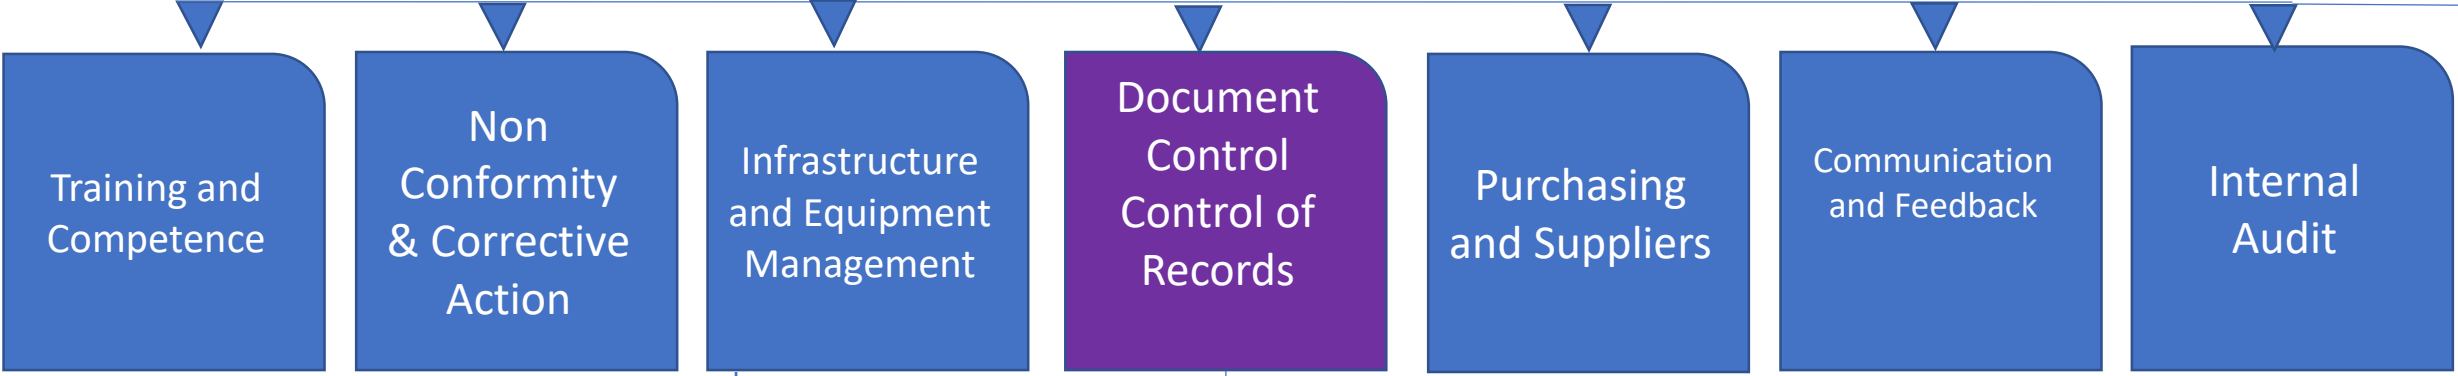 Training and
Competence
Non
Conformity
& Corrective
Action
Infrastructure
and Equipment
Management
Document
Control
Control of
Records
Purchasing
and Suppliers
Communication
and Feedback
Internal
Audit